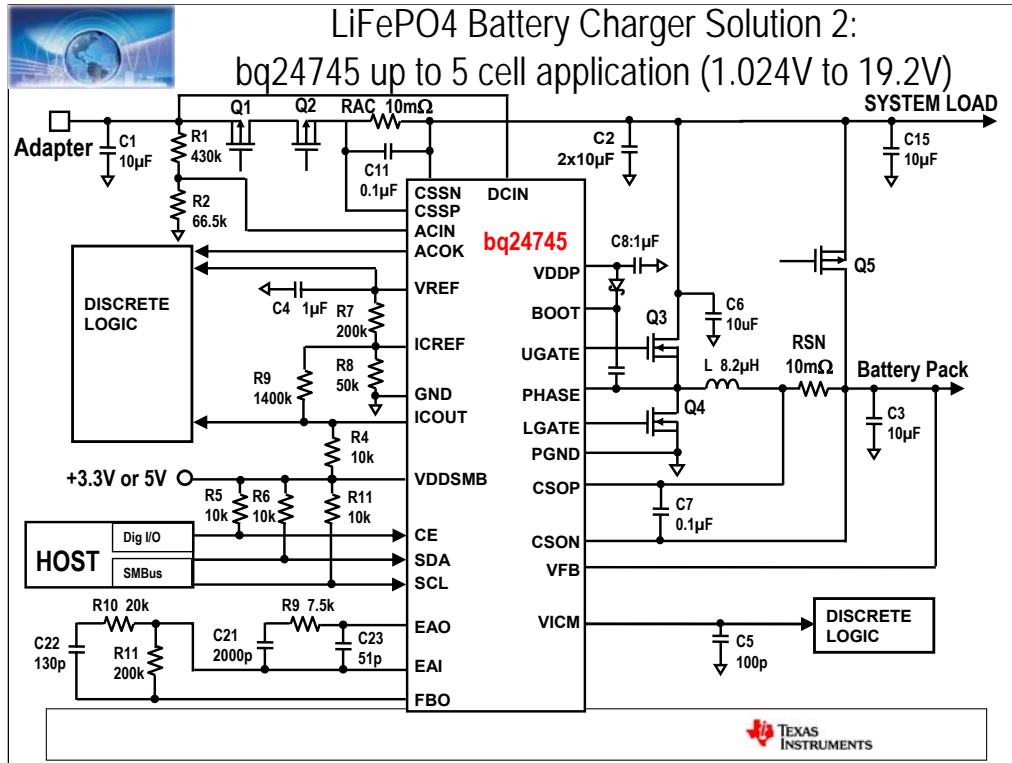 LiFePO4 Battery Charger Solution 2:
bq24745 up to 5 cell application (1.024V to 19.2V)
Adapter
C1
10µF
R1
430k
R2
66.5k
Q1
Q2
RAC 10mΩ
C11
0.1µF
C2
2x10µF
SYSTEM LOAD
C15
10µF
CSSN
CSSP
ACIN
ACOK
VREF
ICREF
GND
ICOUT
VDDSMB
CE
SDA
SCL
EAO
EAI
FBO
DCIN
bq24745
VDDP
BOOT
UGATE
PHASE
LGATE
PGND
CSOP
CSON
VFB
VICM
DISCRETE
LOGIC
C4
1µF
R7
200k
R8
50k
R9
1400k
R4
10k
+3.3V or 5V
R5
10k
R6
10k
R11
10k
HOST
Dig I/O
SMBus
R10 20k
C22
130p
R11
200k
R9 7.5k
C21
2000p
C23
51p
C8:1µF
Q3
C6
10uF
Q5
L 8.2µH
RSN
10mΩ
Battery Pack
Q4
C3
10µF
C7
0.1µF
C5
100p
DISCRETE
LOGIC
TEXAS
INSTRUMENTS